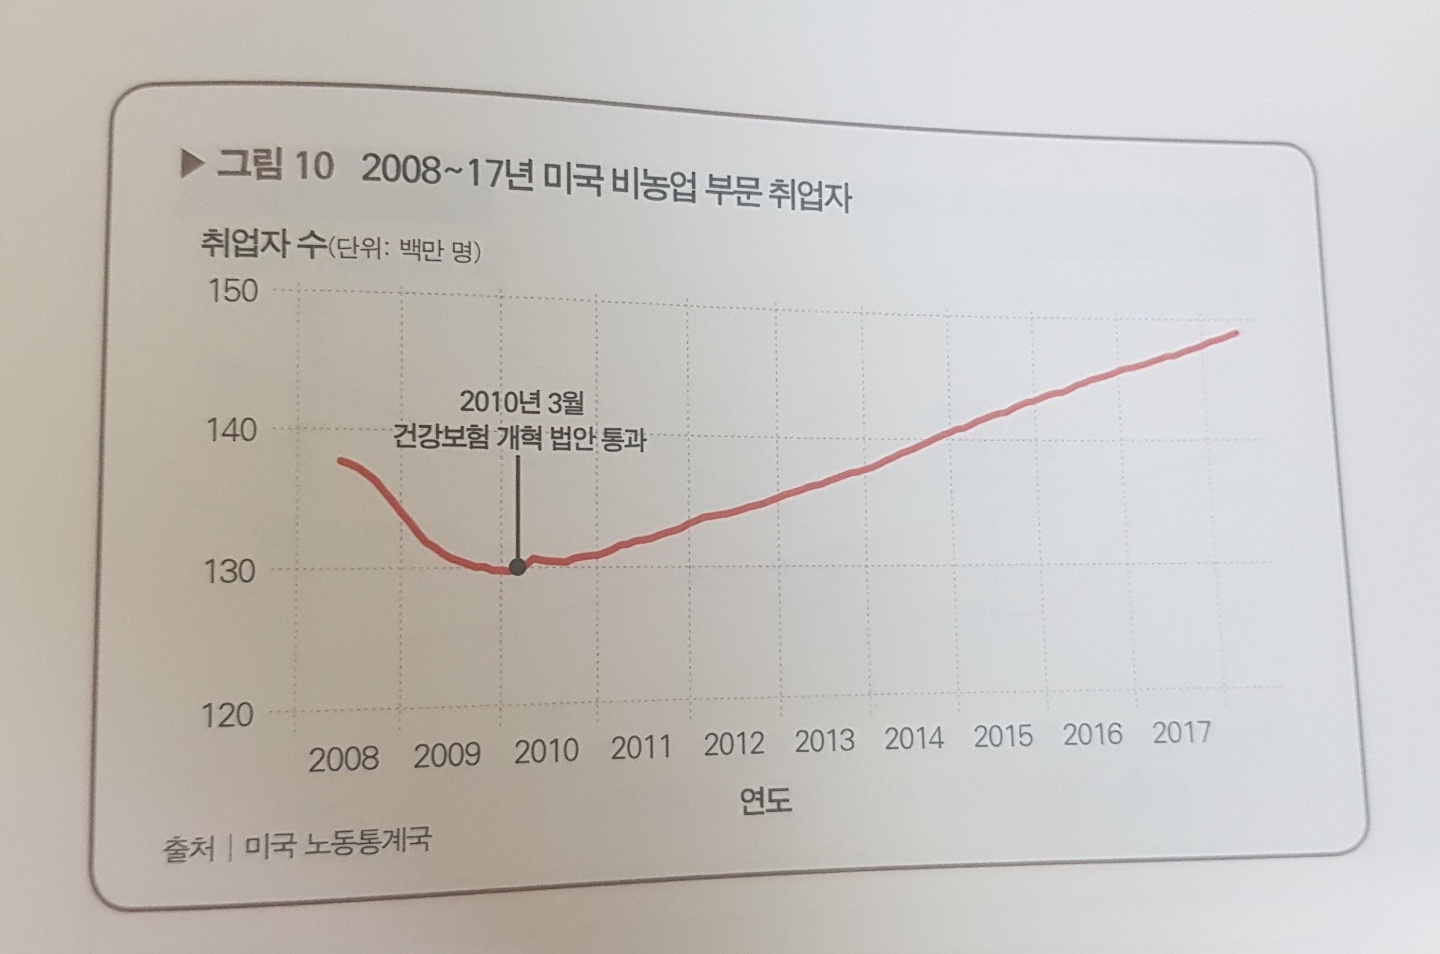 ▶ 그림 10 2008~17년 미국 비농업 부문 취업자
취업자 수(단위: 백만 명)
150
2010년 3월
140
건강보험 개혁 법안 통과
130
120
2008 2009 2010 2011 2012 2013 2014 2015 2016 2017
연도
출처 | 미국 노동통계국